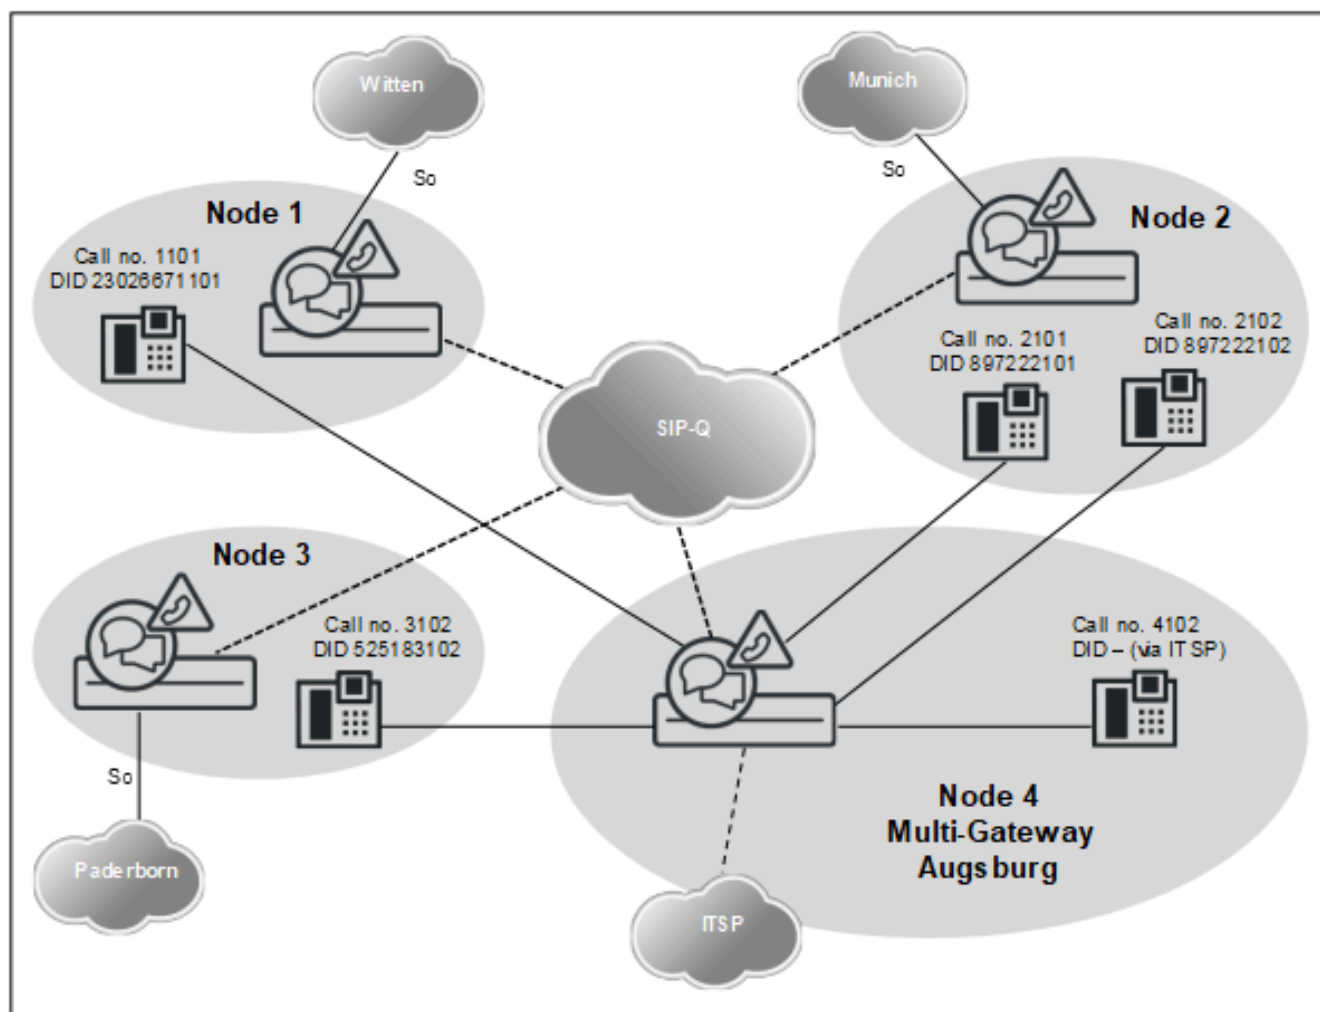 Witten
Munich
So
So
Node 1
Call no. 1101
DID 23026671101
Node 2
Call no. 2101
DID 897222101
Call no. 2102
DID 897222102
SIP-Q
Node 3
Call no. 3102
DID 525183102
Call no. 4102
DID – (via ITSP)
So
Node 4
Multi-Gateway
Augsburg
Paderborn
ITSP